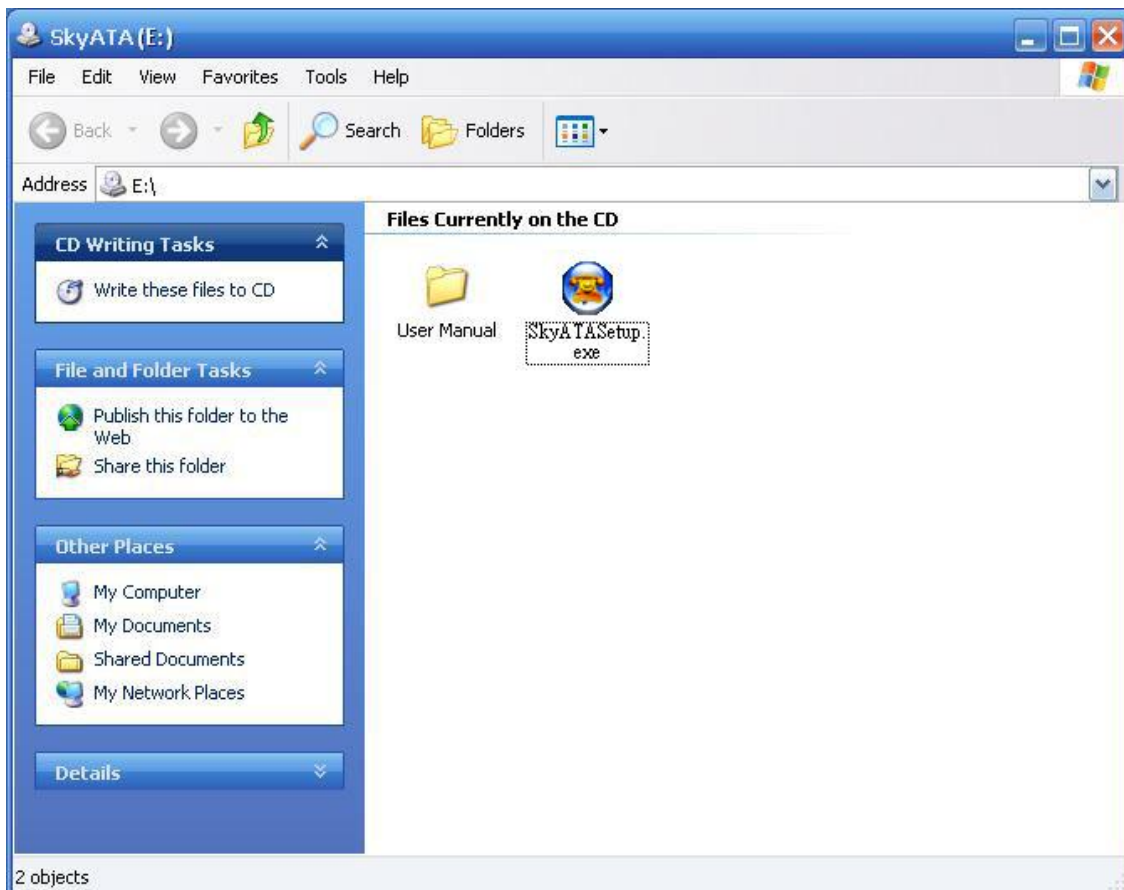 SkyATA (E:)
File Edit View Favorites Tools Help
Back Search Folders
Address E:\
Files Currently on the CD
CD Writing Tasks
Write these files to CD
User Manual
SkyATASetup.
exe
File and Folder Tasks
Publish this folder to the
Web
Share this folder
Other Places
My Computer
My Documents
Shared Documents
My Network Places
Details
2 objects